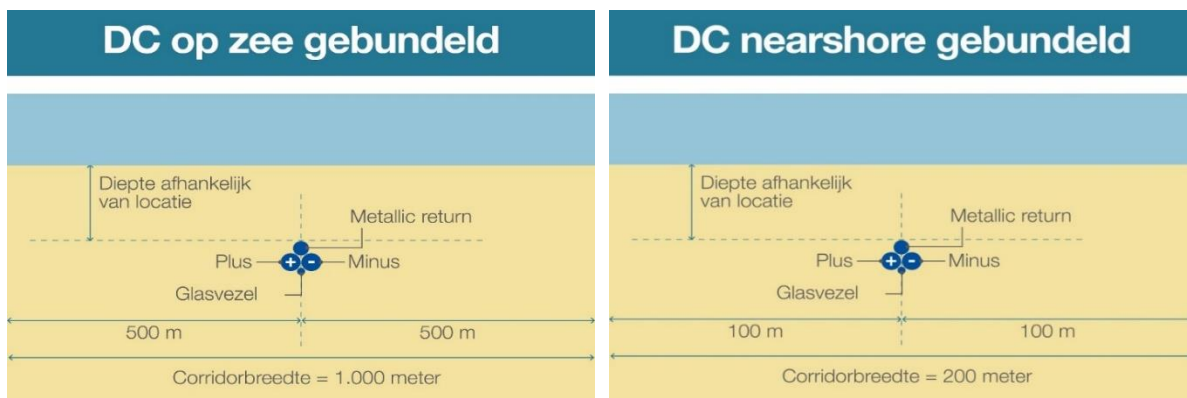 DC op zee gebundeld
Diepte afhankelijk
van locatie
Metallic return
Plus
+
-
Minus
Glasvezel
500 m
500 m
Corridorbreedte = 1.000 meter
DC nearshore gebundeld
Diepte afhankelijk
van locatie
Metallic return
Plus
+
-
Minus
Glasvezel
100 m
100 m
Corridorbreedte = 200 meter